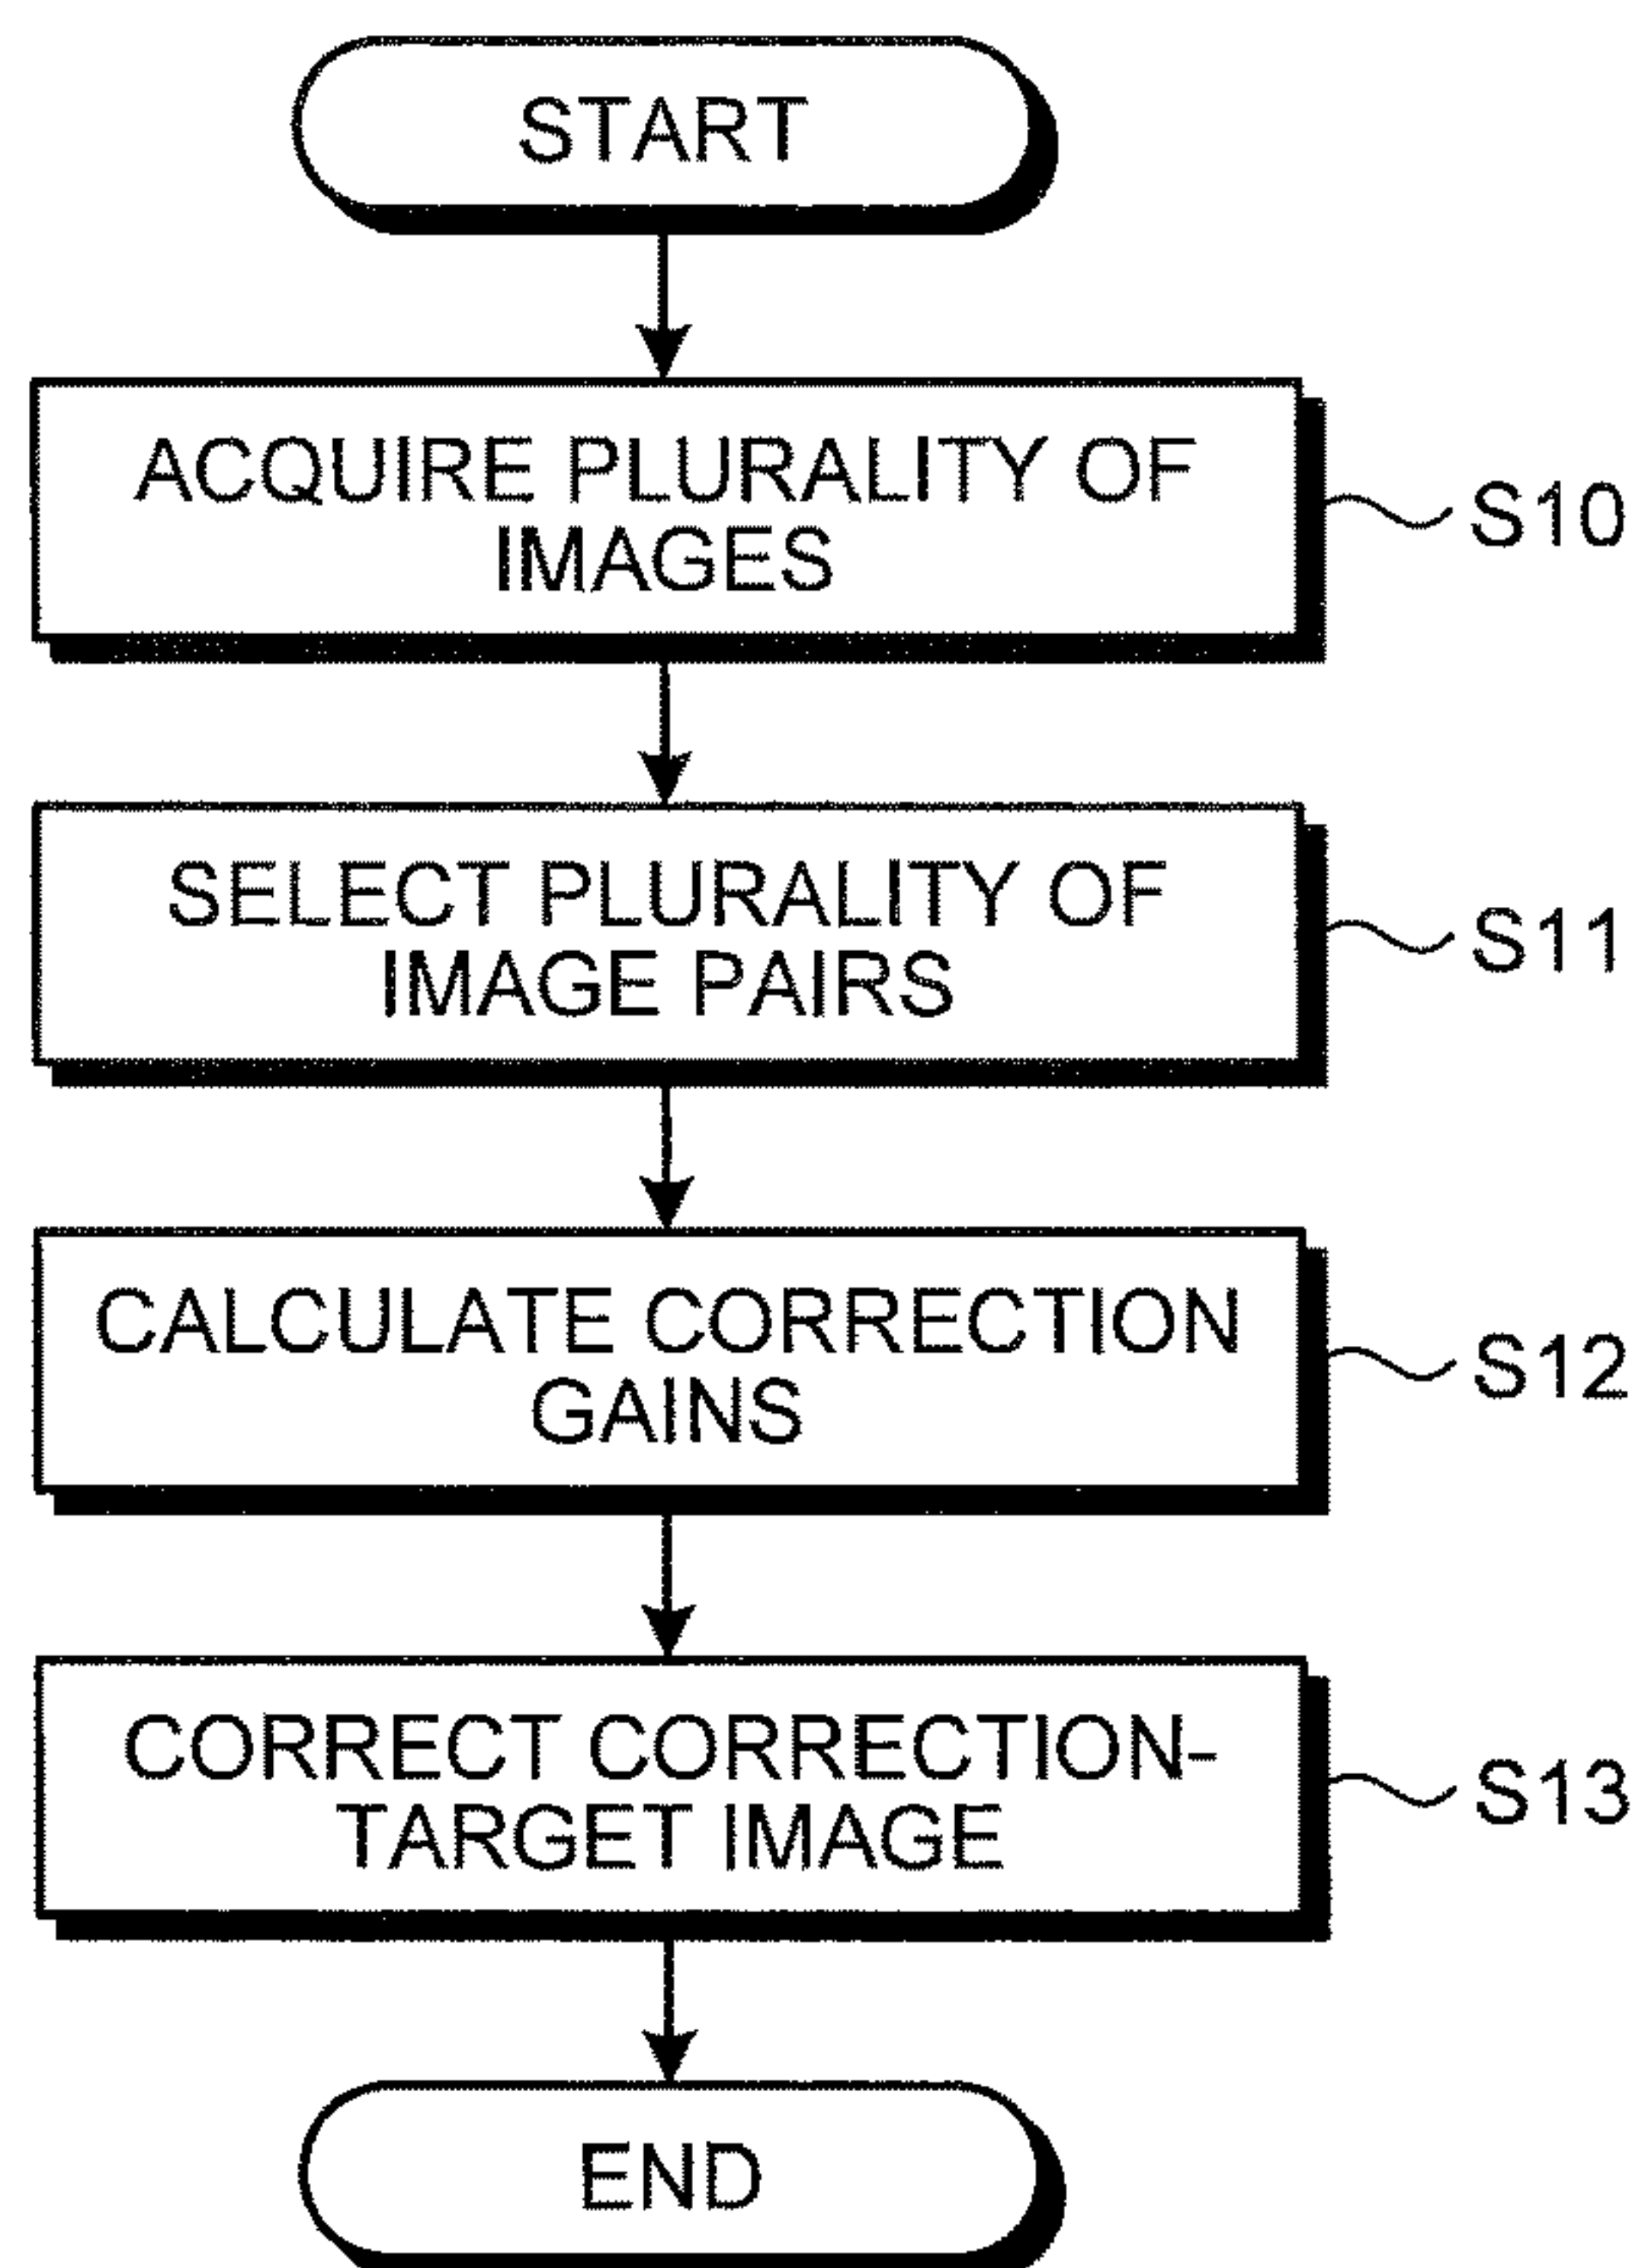 START
ACQUIRE PLURALITY OF
IMAGES
S10
SELECT PLURALITY OF
IMAGE PAIRS
S11
CALCULATE CORRECTION
GAINS
S12
CORRECT CORRECTION-
TARGET IMAGE
S13
END